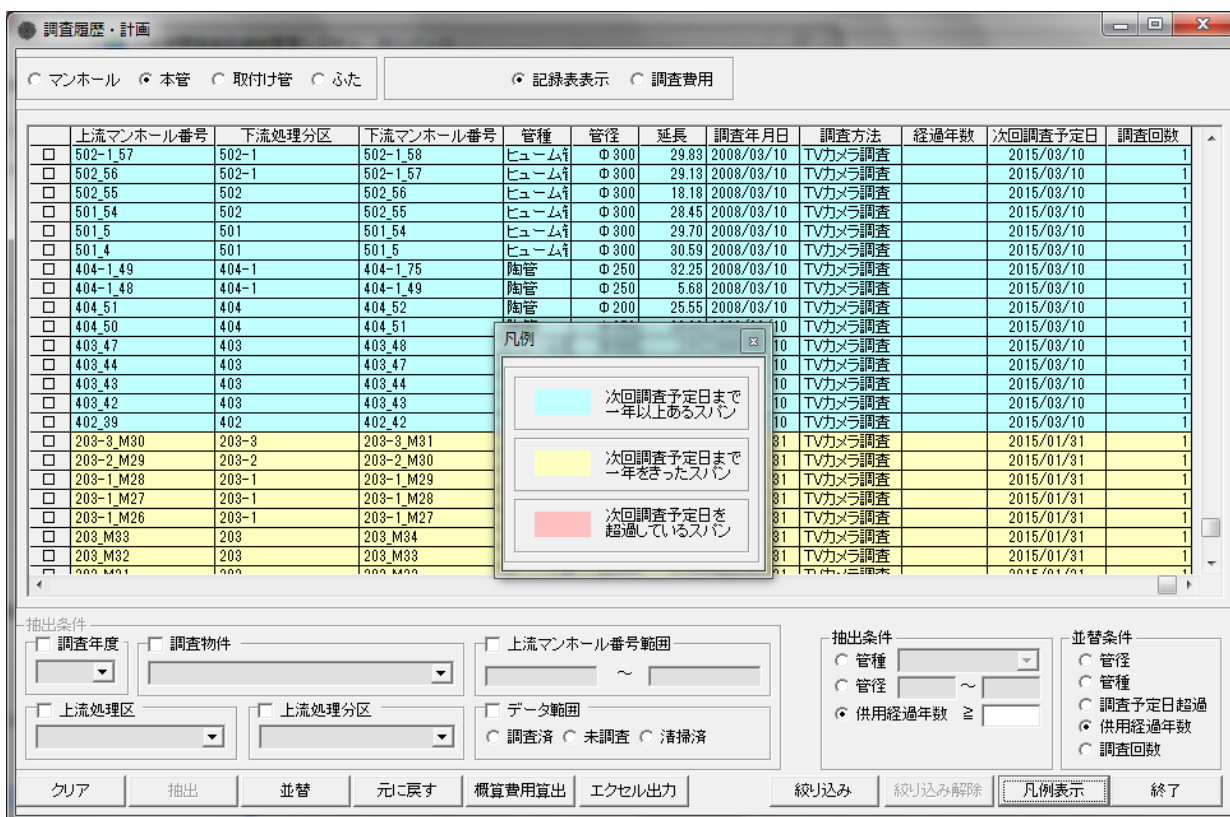 調査履歴・計画
マンホール 本管 取付け管 ふた 記録表表示 調査費用
上流マンホール番号 下流処理分区 下流マンホール番号 管種 管径 延長 調査年月日 調査方法 経過年数 次回調査予定日 調査回数
502-1_57 502-1 502-1_58 ヒューム管 Φ300 29.83 2008/03/10 TVカメラ調査 2015/03/10 1
502_56 502-1 502-1_57 ヒューム管 Φ300 29.13 2008/03/10 TVカメラ調査 2015/03/10 1
502_55 502 502_56 ヒューム管 Φ300 18.18 2008/03/10 TVカメラ調査 2015/03/10 1
501_54 502 502_55 ヒューム管 Φ300 28.45 2008/03/10 TVカメラ調査 2015/03/10 1
501_5 501 501_54 ヒューム管 Φ300 29.70 2008/03/10 TVカメラ調査 2015/03/10 1
501_4 501 501_5 ヒューム管 Φ300 30.59 2008/03/10 TVカメラ調査 2015/03/10 1
404-1_49 404-1 404-1_75 陶管 Φ250 32.25 2008/03/10 TVカメラ調査 2015/03/10 1
404-1_48 404-1 404-1_49 陶管 Φ250 5.68 2008/03/10 TVカメラ調査 2015/03/10 1
404_51 404 404_52 陶管 Φ200 25.55 2008/03/10 TVカメラ調査 2015/03/10 1
404_50 404 404_51 10 TVカメラ調査 2015/03/10 1
403_47 403 403_48 10 TVカメラ調査 2015/03/10 1
403_44 403 403_47 10 TVカメラ調査 2015/03/10 1
403_43 403 403_44 10 TVカメラ調査 2015/03/10 1
403_42 403 403_43 10 TVカメラ調査 2015/03/10 1
402_39 402 402_42 10 TVカメラ調査 2015/03/10 1
203-3_M30 203-3 203-3_M31 31 TVカメラ調査 2015/01/31 1
203-2_M29 203-2 203-2_M30 31 TVカメラ調査 2015/01/31 1
203-1_M28 203-1 203-1_M29 31 TVカメラ調査 2015/01/31 1
203-1_M27 203-1 203-1_M28 31 TVカメラ調査 2015/01/31 1
203-1_M26 203-1 203-1_M27 31 TVカメラ調査 2015/01/31 1
203_M33 203 203_M34 31 TVカメラ調査 2015/01/31 1
203_M32 203 203_M33 31 TVカメラ調査 2015/01/31 1
凡例
次回調査予定日まで
一年以上あるスパン
次回調査予定日まで
一年をきったスパン
次回調査予定日を
超過しているスパン
抽出条件
調査年度 調査物件 上流マンホール番号範囲
～
上流処理区 上流処理分区 データ範囲
調査済 未調査 清掃済
抽出条件
管種
管径 ～
供用経過年数 ≧
並替条件
管径
管種
調査予定日超過
供用経過年数
調査回数
クリア 抽出 並替 元に戻す 概算費用算出 エクセル出力 絞り込み 絞り込み解除 凡例表示 終了